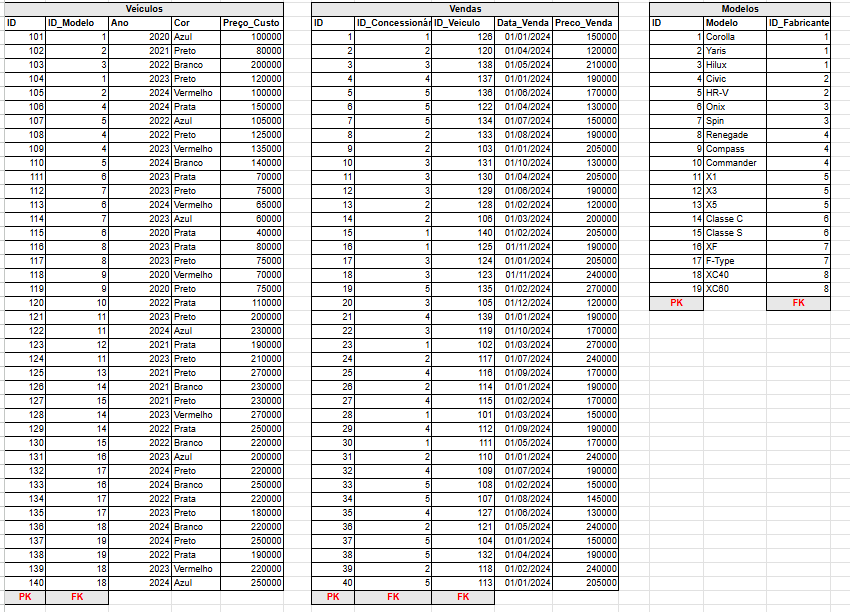 Veículos Vendas Modelos
ID ID_Modelo Ano Cor Preço_Custo ID ID_Concessionár ID_Veiculo Data_Venda Preco_Venda ID Modelo ID_Fabricante
101 1 2020 Azul 100000 1 1 126 01/01/2024 150000 1 Corolla 1
102 2 2021 Preto 80000 2 2 120 01/04/2024 120000 2 Yaris 1
103 3 2022 Branco 200000 3 3 138 01/05/2024 210000 3 Hilux 1
104 1 2023 Preto 120000 4 4 137 01/01/2024 190000 4 Civic 2
105 2 2024 Vermelho 100000 5 5 136 01/06/2024 170000 5 HR-V 2
106 4 2024 Prata 150000 6 5 122 01/04/2024 130000 6 Onix 3
107 5 2022 Azul 105000 7 5 134 01/07/2024 150000 7 Spin 3
108 4 2022 Preto 125000 8 2 133 01/08/2024 190000 8 Renegade 4
109 4 2023 Vermelho 135000 9 2 103 01/01/2024 205000 9 Compass 4
110 5 2024 Branco 140000 10 3 131 01/10/2024 130000 10 Commander 4
111 6 2023 Prata 70000 11 3 130 01/04/2024 205000 11 X1 5
112 7 2023 Preto 75000 12 3 129 01/06/2024 190000 12 X3 5
113 6 2024 Vermelho 65000 13 2 128 01/02/2024 120000 13 X5 5
114 7 2023 Azul 60000 14 2 106 01/03/2024 200000 14 Classe C 6
115 6 2020 Prata 40000 15 1 140 01/02/2024 205000 15 Classe S 6
116 8 2023 Prata 80000 16 1 125 01/11/2024 190000 16 XF 7
117 8 2023 Preto 75000 17 3 124 01/01/2024 205000 17 F-Type 7
118 9 2020 Vermelho 70000 18 3 123 01/11/2024 240000 18 XC40 8
119 9 2020 Preto 75000 19 5 135 01/02/2024 270000 19 XC60 8
120 10 2022 Prata 110000 20 3 105 01/12/2024 120000 PK FK
121 11 2023 Preto 200000 21 4 139 01/01/2024 190000
122 11 2024 Azul 230000 22 3 119 01/10/2024 170000
123 12 2021 Prata 190000 23 1 102 01/03/2024 270000
124 11 2023 Preto 210000 24 2 117 01/07/2024 240000
125 13 2021 Preto 270000 25 4 116 01/09/2024 170000
126 14 2021 Branco 230000 26 2 114 01/01/2024 190000
127 15 2021 Preto 230000 27 4 115 01/02/2024 170000
128 14 2023 Vermelho 270000 28 1 101 01/03/2024 150000
129 14 2022 Prata 250000 29 4 112 01/09/2024 190000
130 15 2022 Branco 220000 30 1 111 01/05/2024 170000
131 16 2023 Azul 200000 31 2 110 01/01/2024 240000
132 17 2024 Preto 220000 32 4 109 01/07/2024 190000
133 16 2024 Branco 250000 33 5 108 01/02/2024 150000
134 17 2022 Prata 220000 34 5 107 01/08/2024 145000
135 17 2023 Preto 180000 35 4 127 01/06/2024 130000
136 18 2024 Branco 220000 36 2 121 01/05/2024 240000
137 19 2024 Preto 250000 37 5 104 01/01/2024 150000
138 19 2022 Prata 190000 38 5 132 01/04/2024 190000
139 18 2023 Vermelho 220000 39 2 118 01/02/2024 240000
140 18 2024 Azul 250000 40 5 113 01/01/2024 205000
PK FK PK FK FK